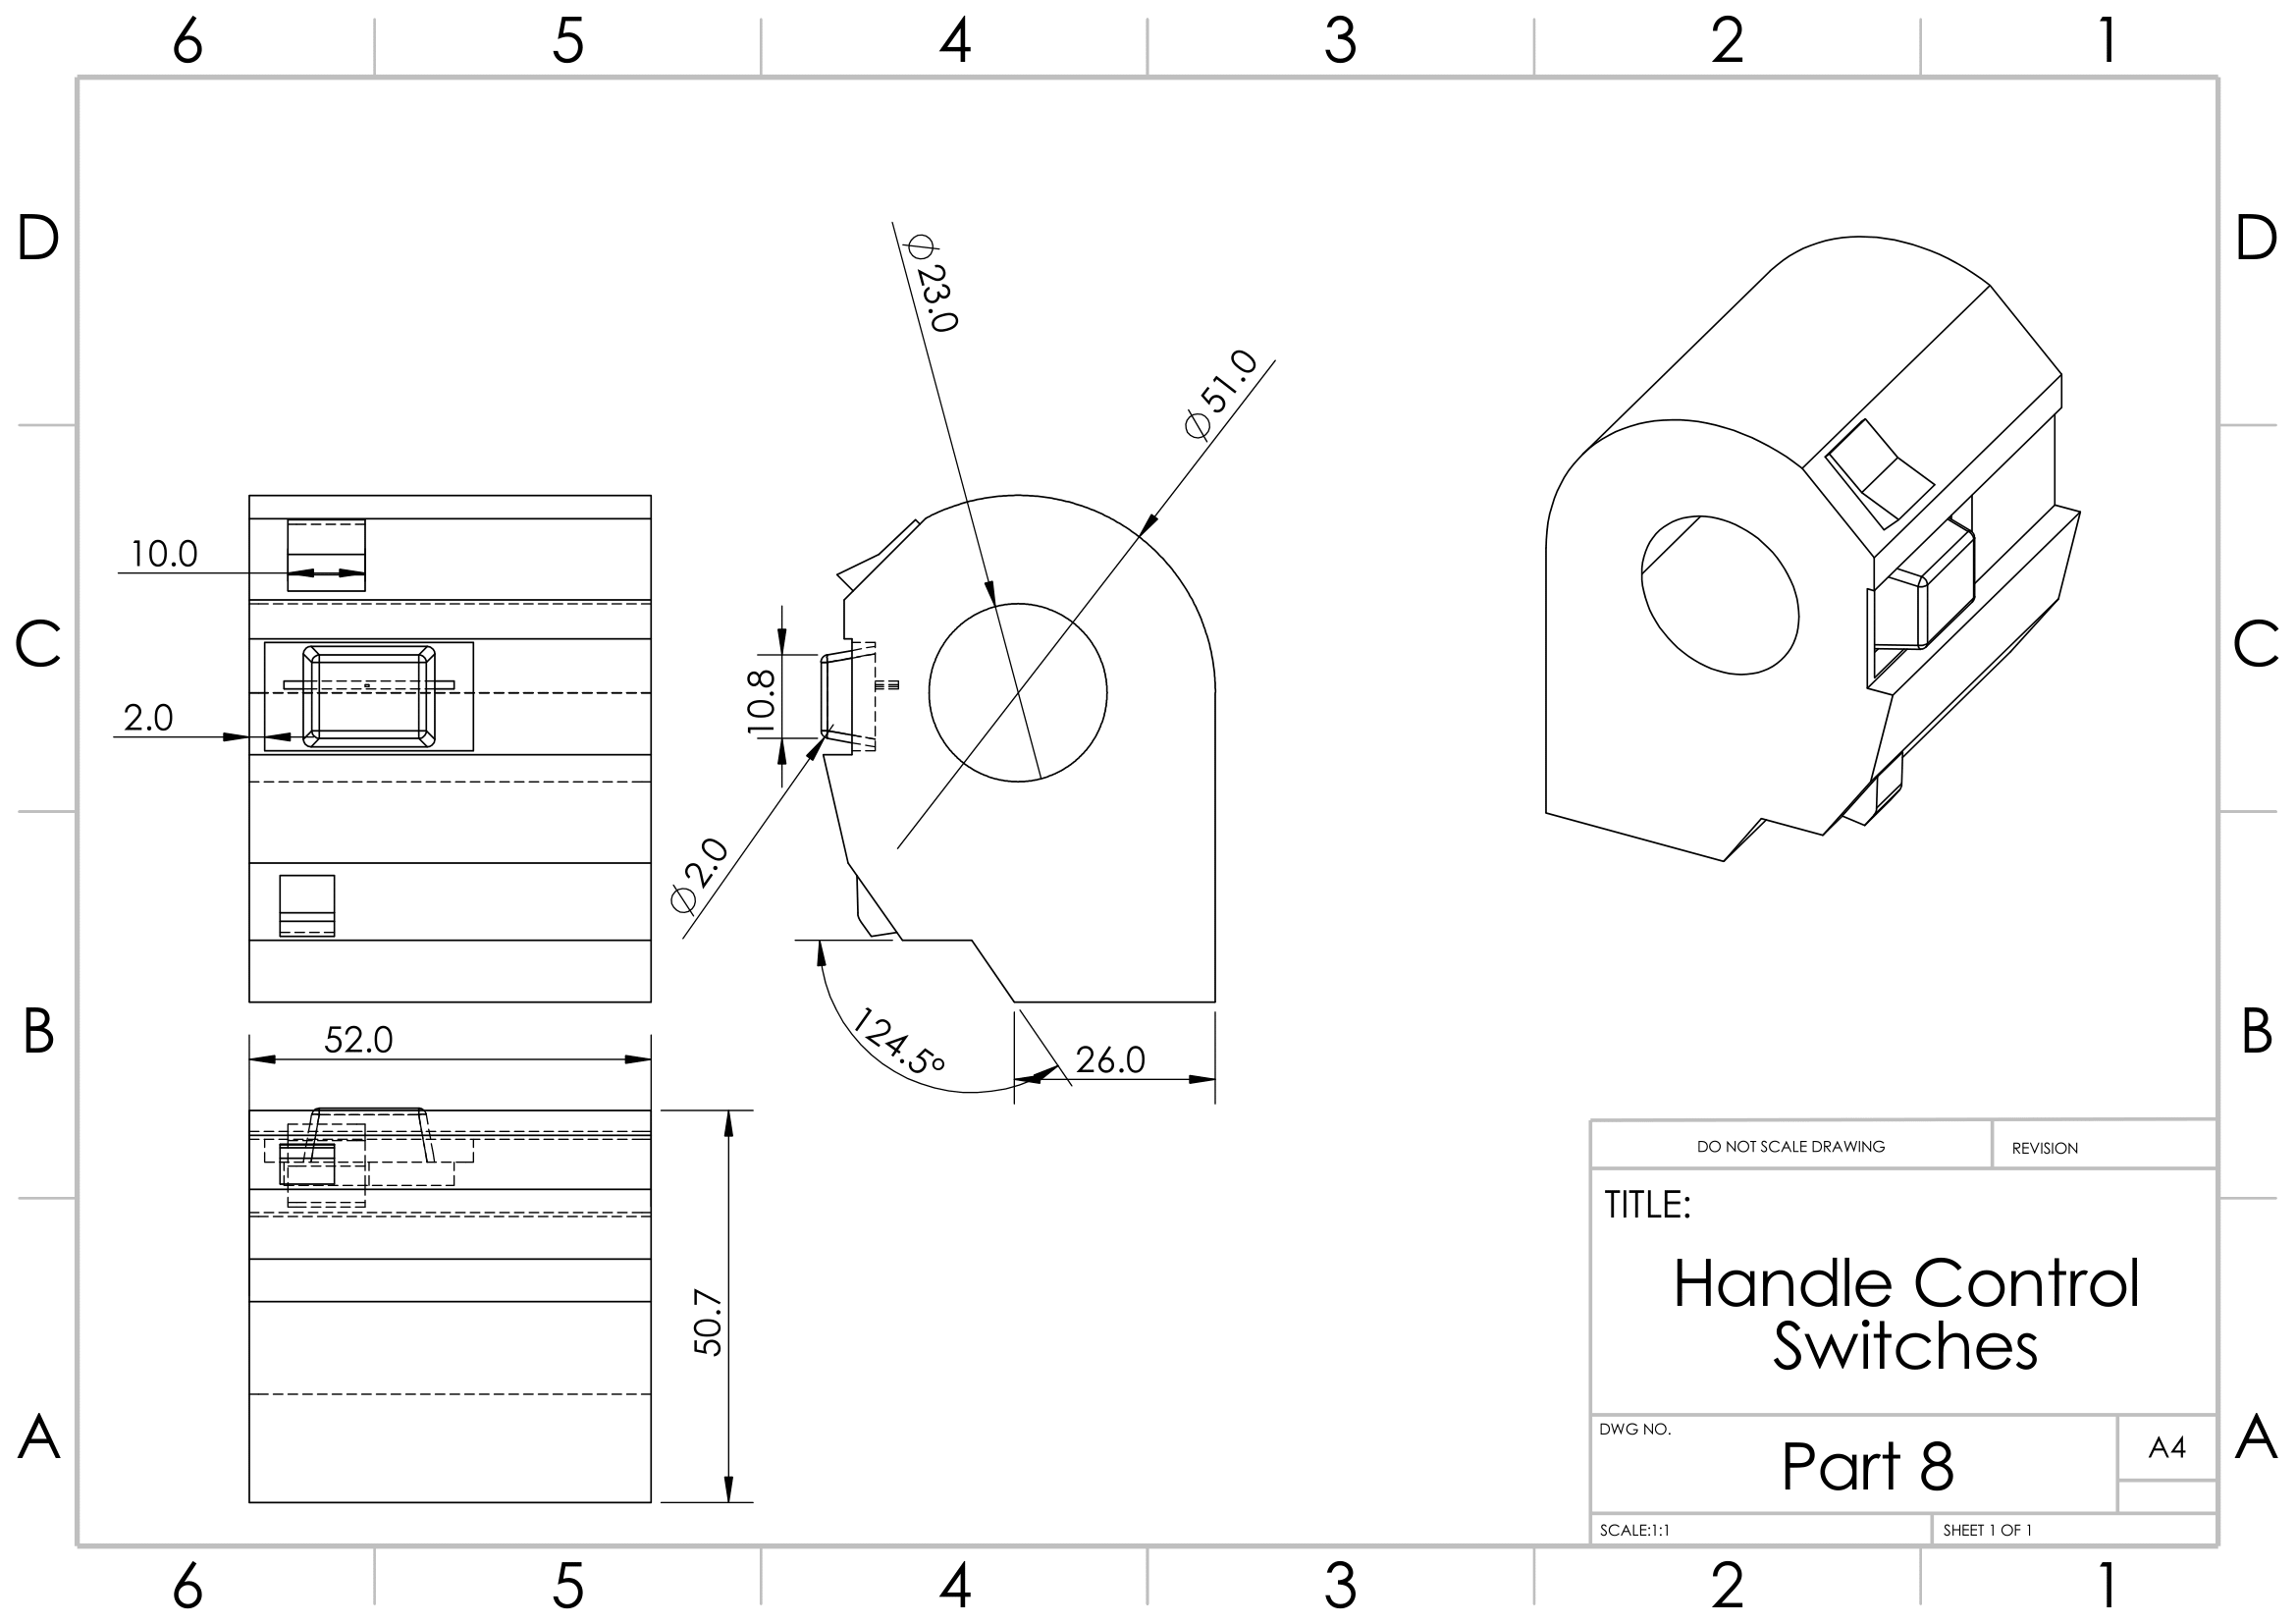 6 5 4 3 2 1
D D
⌀23.0
⌀51.0
10.0
C C
2.0
10.8
⌀2.0
B B
52.0
124.5°
26.0
50.7
DO NOT SCALE DRAWING REVISION
TITLE:
Handle Control
Switches
DWG NO.
Part 8
A4
A A
SCALE:1:1 SHEET 1 OF 1
6 5 4 3 2 1